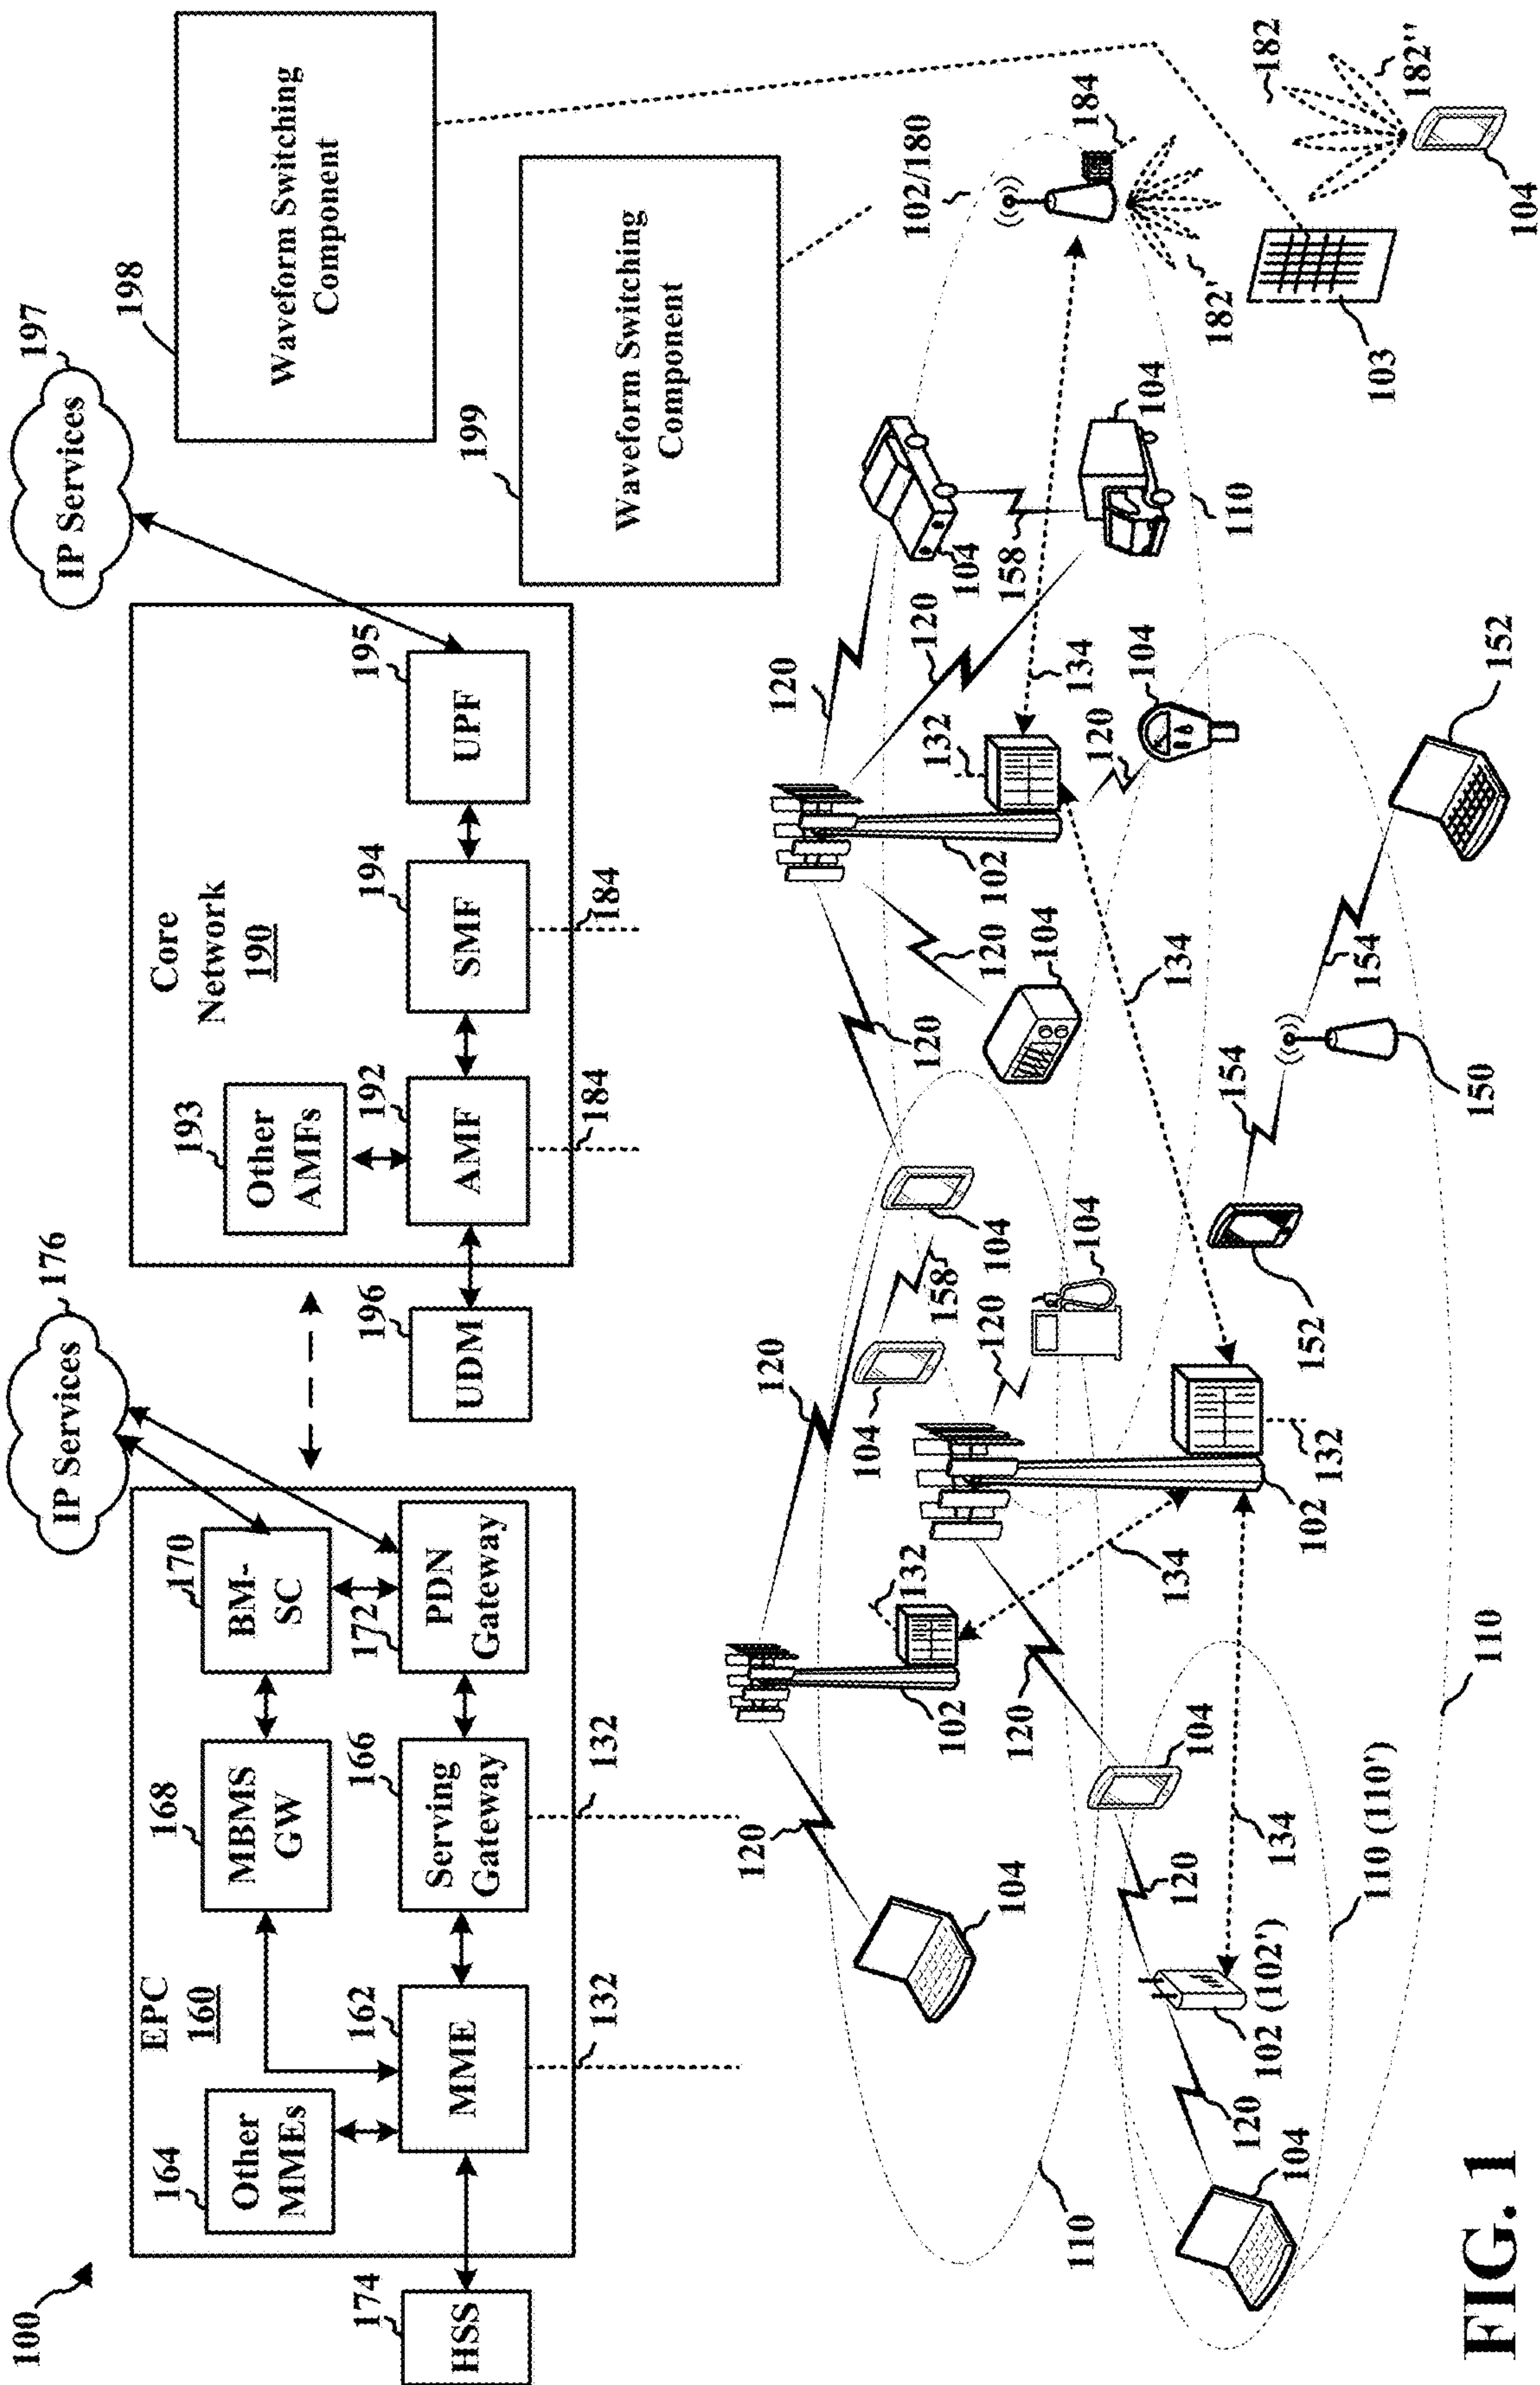 100
EPC
160
164
Other
MMEs
168
MBMS
GW
170
BM-
SC
176
IP Services
174
HSS
162
MME
166
Serving
Gateway
172
PDN
Gateway
132
132
Core
Network
190
193
Other
AMFs
197
IP Services
196
UDM
192
AMF
194
SMF
195
UPF
184
184
198
Waveform Switching
Component
199
Waveform Switching
Component
120
120
120
120
102/180
104
132
104
132
104
158
158
102
104
120
120
120
102
104
134
184
104
110
104
120
104
134
102
132
120
104
182'
182
182''
103
104
110
120
102 (102')
134
134
152
154
154
152
150
120
104
110 (110')
110
FIG. 1